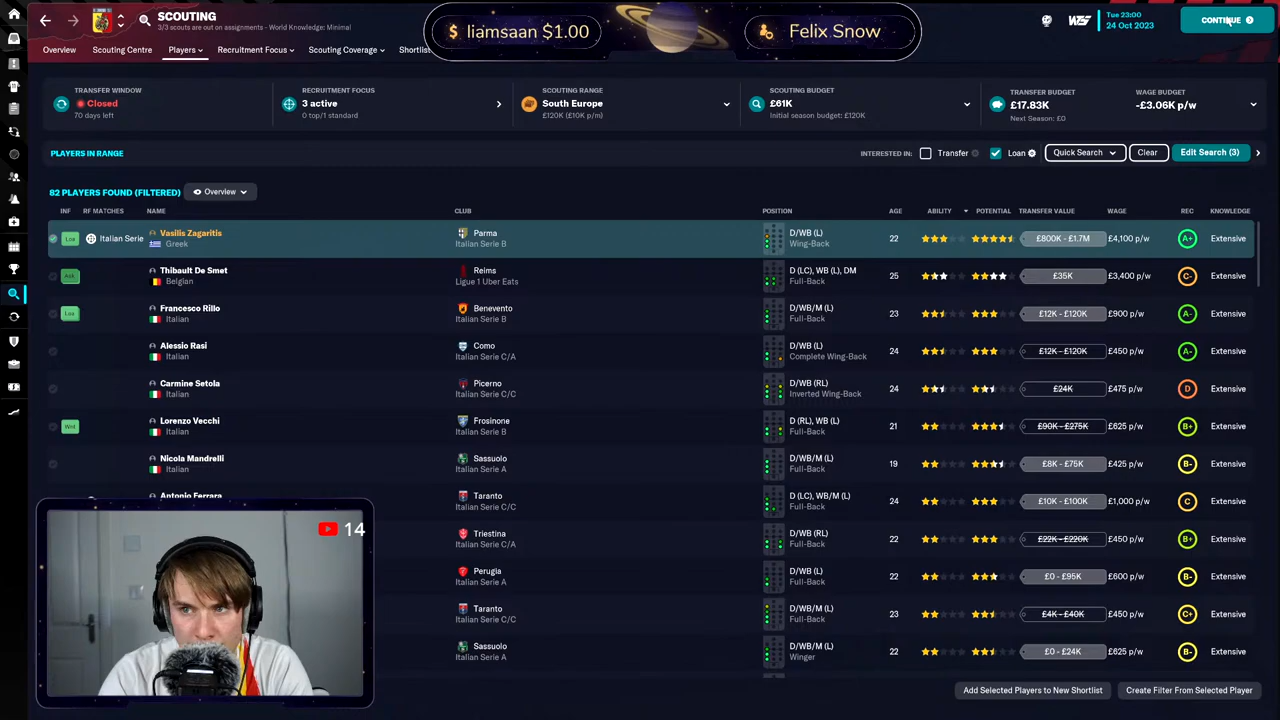 SCOUTING
3/3 scouts are out on assignments - World Knowledge: Minimal
$ liamsaan $1.00
Felix Snow
Tue 23:00
24 Oct 2023
CONTINUE
Overview Scouting Centre Players Recruitment Focus Scouting Coverage Shortlis
TRANSFER WINDOW
Closed
70 days left
RECRUITMENT FOCUS
3 active
0 top/1 standard
SCOUTING RANGE
South Europe
£120K (£10K p/m)
SCOUTING BUDGET
£61K
Initial season budget: £120K
TRANSFER BUDGET
£17.83K
Next Season: £0
WAGE BUDGET
-£3.06K p/w
PLAYERS IN RANGE
INTERESTED IN: Transfer Loan Quick Search Clear Edit Search (3)
82 PLAYERS FOUND (FILTERED) Overview
INF RF MATCHES NAME CLUB POSITION AGE ABILITY POTENTIAL TRANSFER VALUE WAGE REC KNOWLEDGE
Loa Italian Serie Vasilis Zagaritis Parma D/WB (L) 22 £800K - £1.7M £4,100 p/w A+ Extensive
Greek Italian Serie B Wing-Back
Thibault De Smet Reims D (LC), WB (L), DM 25 £35K £3,400 p/w C- Extensive
Belgian Ligue 1 Uber Eats Full-Back
Loa Francesco Rillo Benevento D/WB/M (L) 23 £12K - £120K £900 p/w A- Extensive
Italian Italian Serie B Full-Back
Alessio Rasi Como D/WB (L) 24 £12K - £120K £450 p/w A- Extensive
Italian Italian Serie C/A Complete Wing-Back
Carmine Setola Picerno D/WB (RL) 24 £24K £475 p/w D Extensive
Italian Italian Serie C/C Inverted Wing-Back
Wnt Lorenzo Vecchi Frosinone D (RL), WB (L) 21 £90K - £275K £625 p/w B+ Extensive
Italian Italian Serie B Full-Back
Nicola Mandrelli Sassuolo D/WB/M (L) 19 £8K - £75K £425 p/w B- Extensive
Italian Italian Serie A Full-Back
Antonio Ferrara Taranto D (LC), WB/M (L) 24 £10K - £100K £1,000 p/w C Extensive
Italian Serie C/C Full-Back
Triestina D/WB (RL) 22 £22K - £220K £450 p/w B+ Extensive
Italian Serie C/A Full-Back
Perugia D/WB/M (L) 22 £0 - £95K £600 p/w B- Extensive
Italian Serie A Full-Back
Taranto D/WB/M (L) 23 £4K - £40K £450 p/w C+ Extensive
Italian Serie C/C Full-Back
Sassuolo D/WB/M (L) 22 £0 - £24K £625 p/w B- Extensive
Italian Serie A Winger
14
Add Selected Players to New Shortlist Create Filter From Selected Player